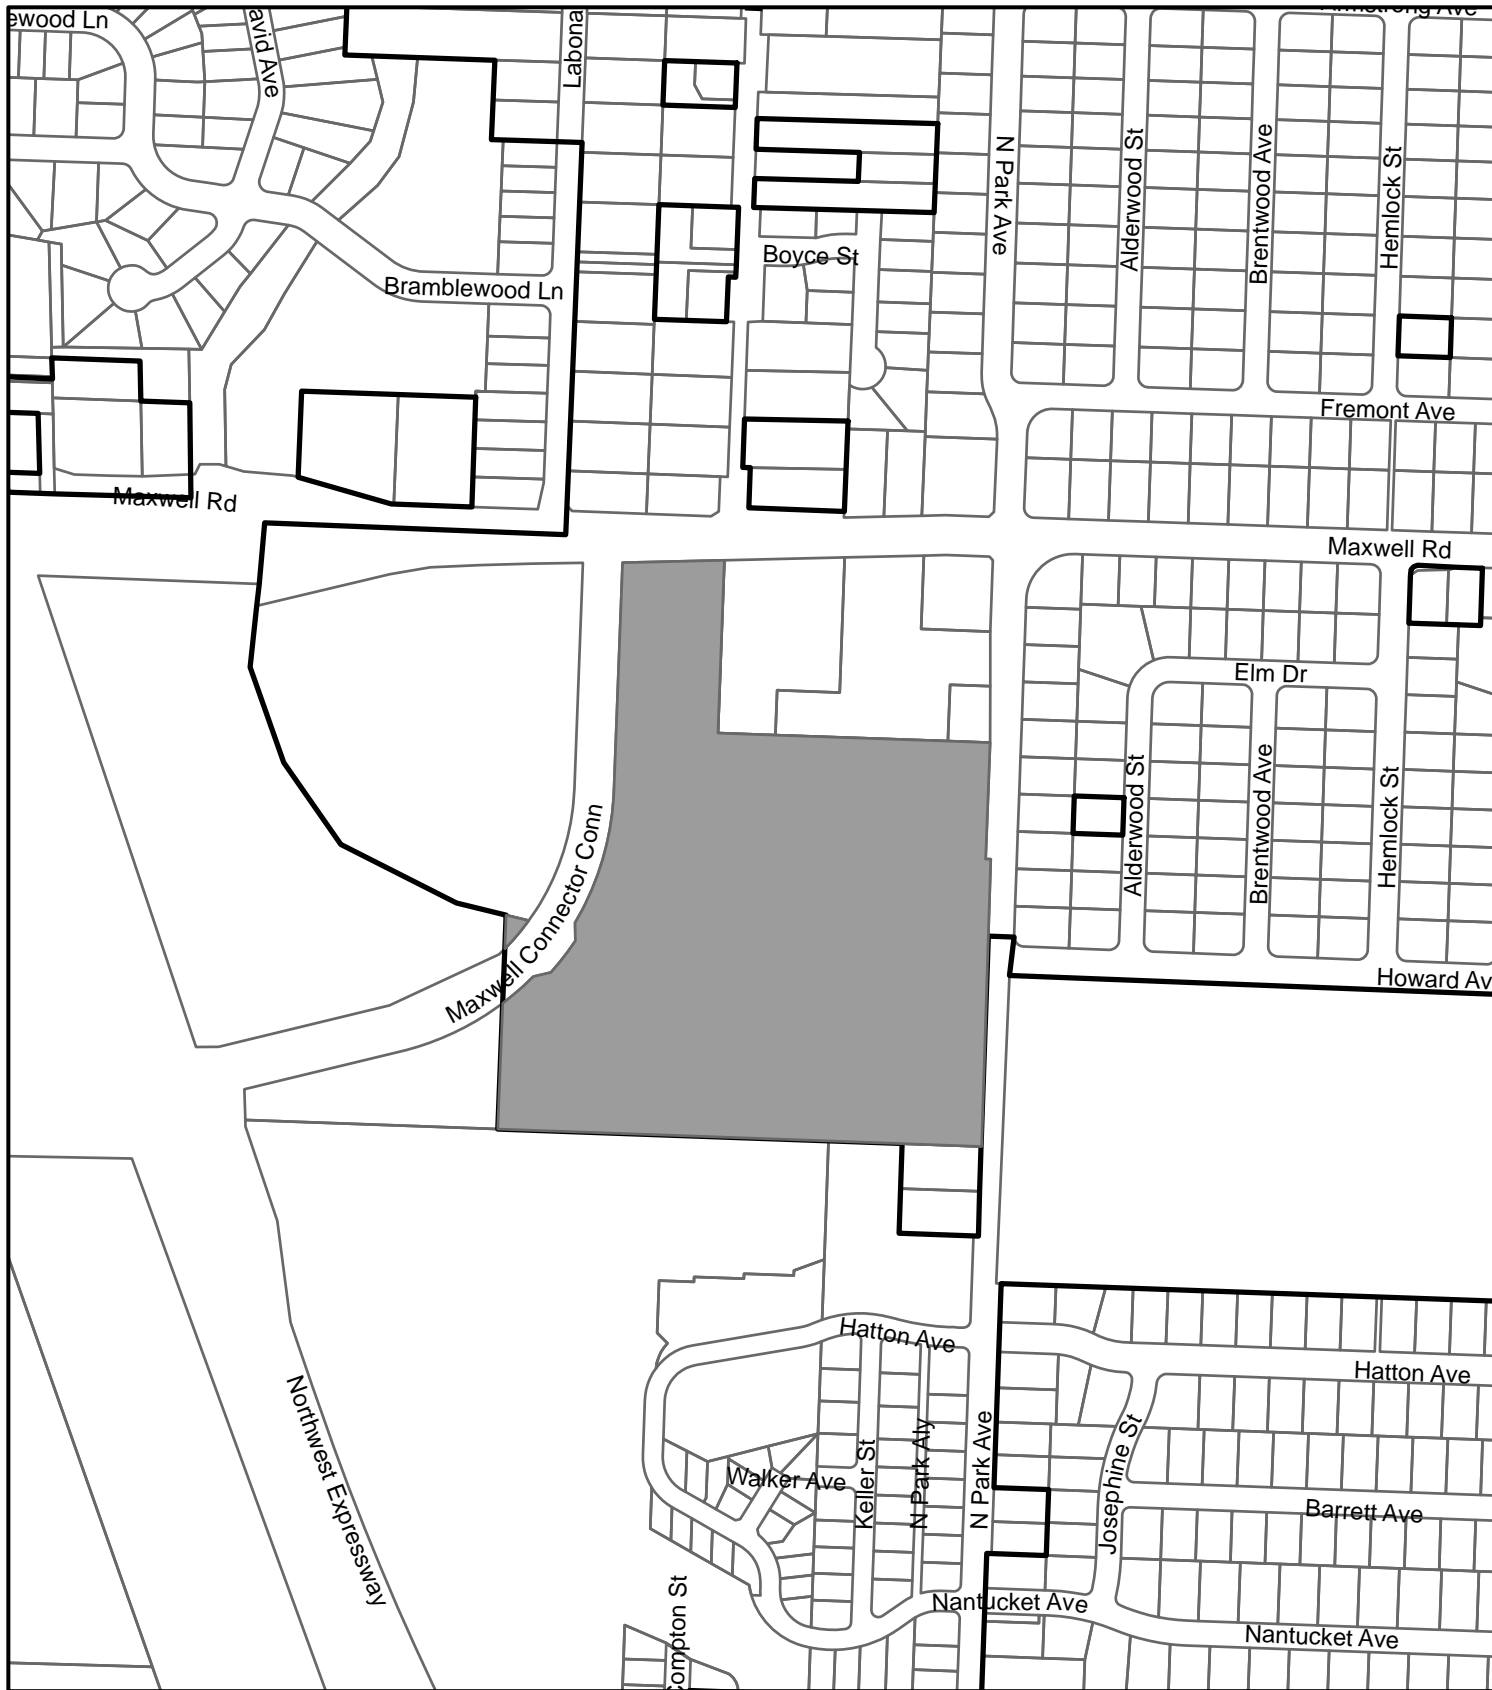 ewood Ln
avid Ave
Labona
Armstrong Ave
N Park Ave
Alderwood St
Brentwood Ave
Hemlock St
Boyce St
Bramblewood Ln
Fremont Ave
Maxwell Rd
Maxwell Rd
Elm Dr
Alderwood St
Brentwood Ave
Hemlock St
Maxwell Connector Conn
Howard Av
Hatton Ave
Hatton Ave
Northwest Expressway
Walker Ave
Keller St
N Park Aly
N Park Ave
Josephine St
Barrett Ave
Nantucket Ave
Compton St
Nantucket Ave